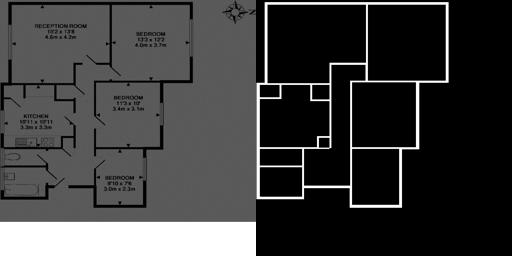 RECEPTION ROOM
15'2 x 13'8
4.6m x 4.2m
BEDROOM
13'3 x 12'2
4.0m x 3.7m
BEDROOM
11'3 x 10'
3.4m x 3.1m
KITCHEN
10'11 x 10'11
3.3m x 3.3m
BEDROOM
9'10 x 7'6
3.0m x 2.3m